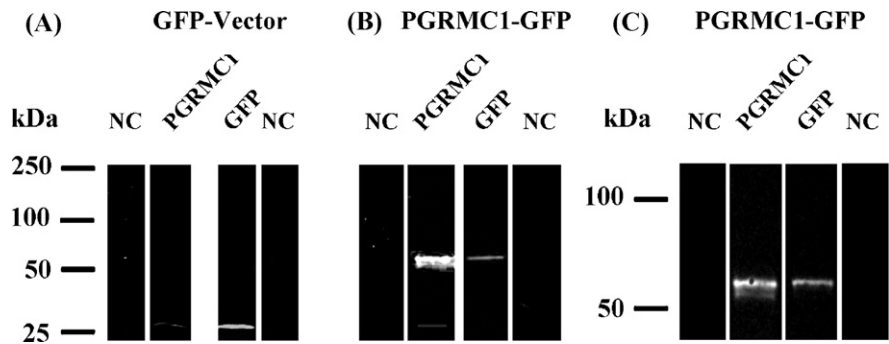 (A) GFP-Vector
kDa NC PGRMC1 GFP NC
250
100
50
25
(B) PGRMC1-GFP
NC PGRMC1 GFP NC
(C) PGRMC1-GFP
kDa NC PGRMC1 GFP NC
100
50